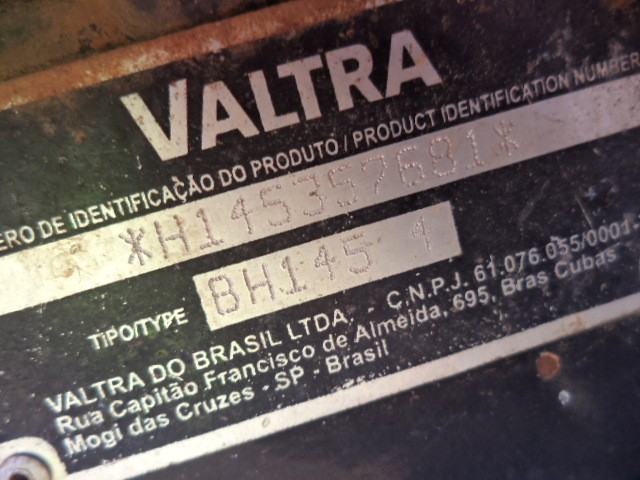 VALTRA
ERO DE IDENTIFICAÇÃO DO PRODUTO / PRODUCT IDENTIFICATION NUMBER
*H145357681*
TIPO/TYPE BH145 4
VALTRA DO BRASIL LTDA. - C.N.P.J. 61.076.055/0001-
Rua Capitão Francisco de Almeida, 695, Bras Cubas
Mogi das Cruzes - SP - Brasil